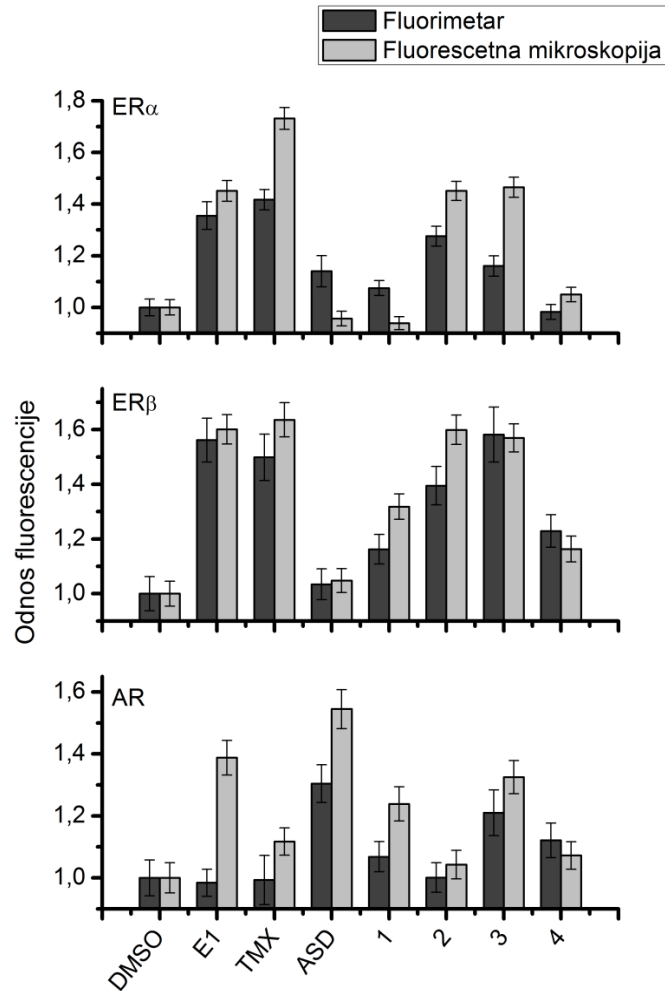 Fluorimetar
Fluorescetna mikroskopija
ERα
1,8
1,6
1,4
1,2
1,0
ERβ
1,6
1,4
1,2
1,0
Odnos fluorescencije
AR
1,6
1,4
1,2
1,0
DMSO
E1
TMX
ASD
1
2
3
4